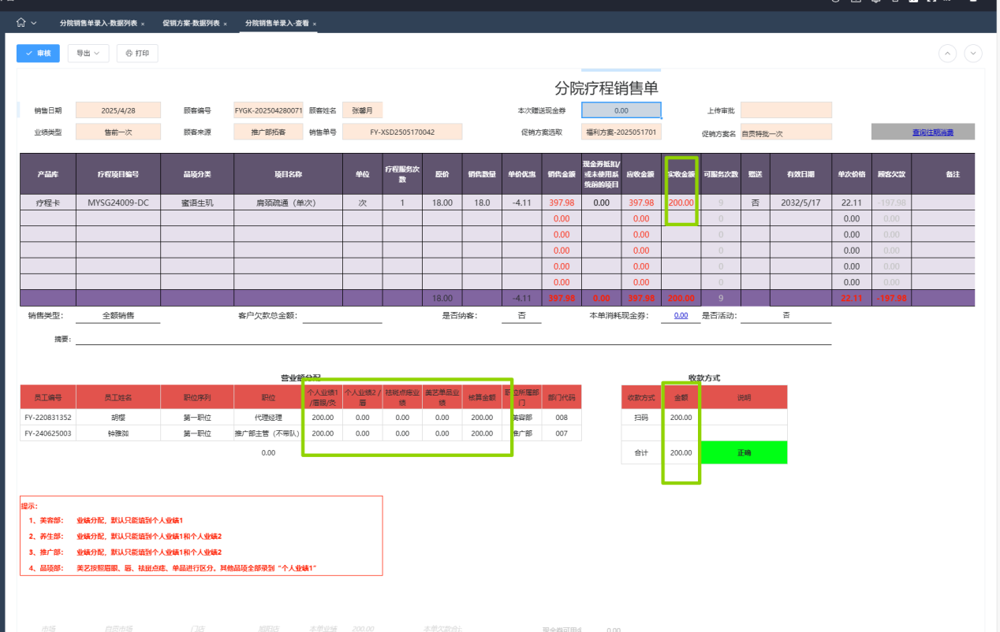 分院销售单录入-数据列表 ×　促销方案-数据列表 ×　分院销售单录入-查看 ×
审核　导出　打印
分院疗程销售单
销售日期　2025/4/28　顾客编号　FYGK-202504280071　顾客姓名　张馨月　本次赠送现金券　0.00　上传审批
业绩类型　售前一次　顾客来源　推广部拓客　销售单号　FY-XSD2505170042　促销方案选取　福利方案-2025051701　促销方案名　自贡特批一次　查询往期消费
产品库　疗程项目编号　品项分类　项目名称　单位　疗程服务次数　原价　销售数量　单价优惠　销售金额　现金券抵扣/或未使用系统前的项目　应收金额　实收金额　可服务次数　赠送　有效日期　单次价格　顾客欠款　备注
疗程卡　MYSG24009-DC　蜜语生玑　肩颈疏通（单次）　次　1　18.00　18.0　-4.11　397.98　0.00　397.98　200.00　9　否　2032/5/17　22.11　-197.98
0.00　0.00　0　0.00　0.00
0.00　0.00　0　0.00　0.00
0.00　0.00　0　0.00　0.00
0.00　0.00　0　0.00　0.00
0.00　0.00　0　0.00　0.00
18.00　-4.11　397.98　0.00　397.98　200.00　9　22.11　-197.98
销售类型：　全额销售　客户欠款总金额：　是否纳客：　否　本单消耗现金券：　0.00　是否活动：　否
摘要：
营业额分配　收款方式
员工编号　员工姓名　职位序列　职位　个人业绩1/眉眼/灸　个人业绩2/眉　祛斑点痣业绩　美艺单品业绩　核算金额　职位所属部门　部门代码　收款方式　金额　说明
FY-220831352　胡樱　第一职位　代理经理　200.00　0.00　0.00　0.00　200.00　美容部　008　扫码　200.00
FY-240625003　钟雅　第一职位　推广部主管（不带队）　200.00　0.00　0.00　0.00　200.00　推广部　007
0.00　合计　200.00　正确
提示：
1、美容部：　业绩分配，默认只能填到个人业绩1
2、养生部：　业绩分配，默认只能填到个人业绩1和个人业绩2
3、推广部：　业绩分配，默认只能填到个人业绩1和个人业绩2
4、品项部：　美艺按照眉眼、唇、祛斑点痣、单品进行区分。其他品项全部录到“个人业绩1”
市场　自贡市场　门店　本单业绩　200.00　本单欠款合计　现金券可用　0.00